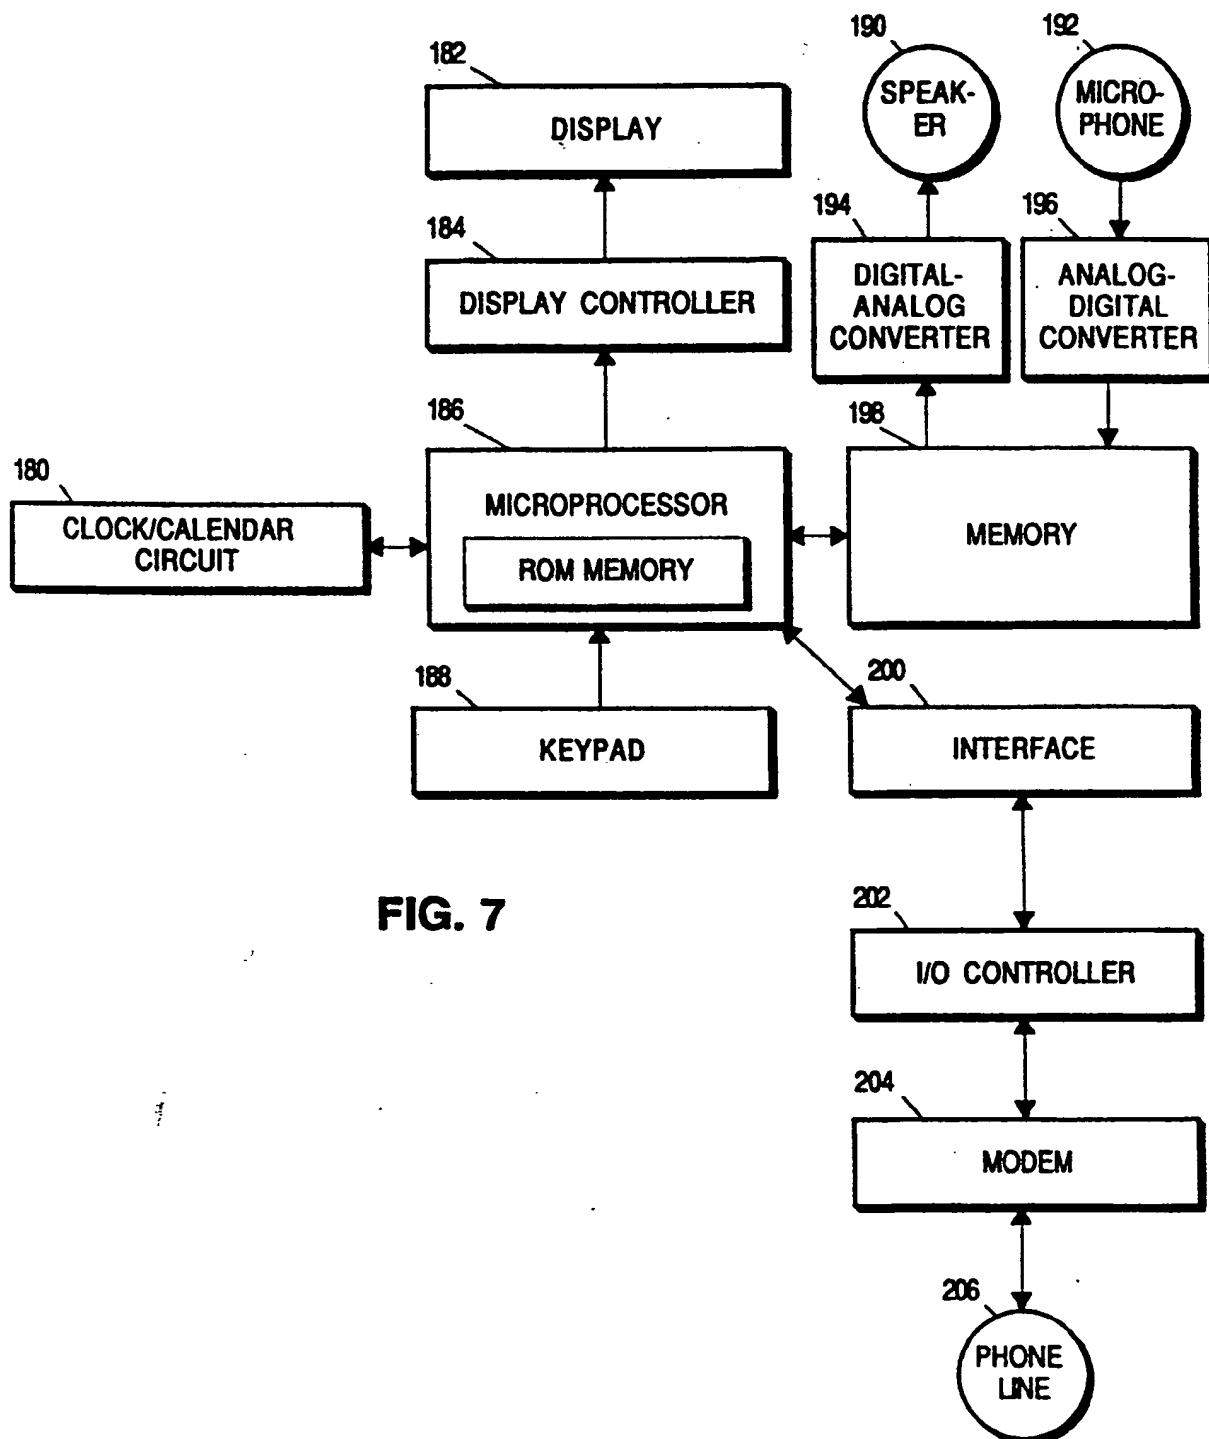 190
192
182
SPEAK-
ER
MICRO-
PHONE
DISPLAY
194
196
184
DIGITAL-
ANALOG
CONVERTER
ANALOG-
DIGITAL
CONVERTER
DISPLAY CONTROLLER
186
198
180
MICROPROCESSOR
CLOCK/CALENDAR
CIRCUIT
MEMORY
ROM MEMORY
188
200
KEYPAD
INTERFACE
FIG. 7
202
I/O CONTROLLER
204
MODEM
206
PHONE
LINE